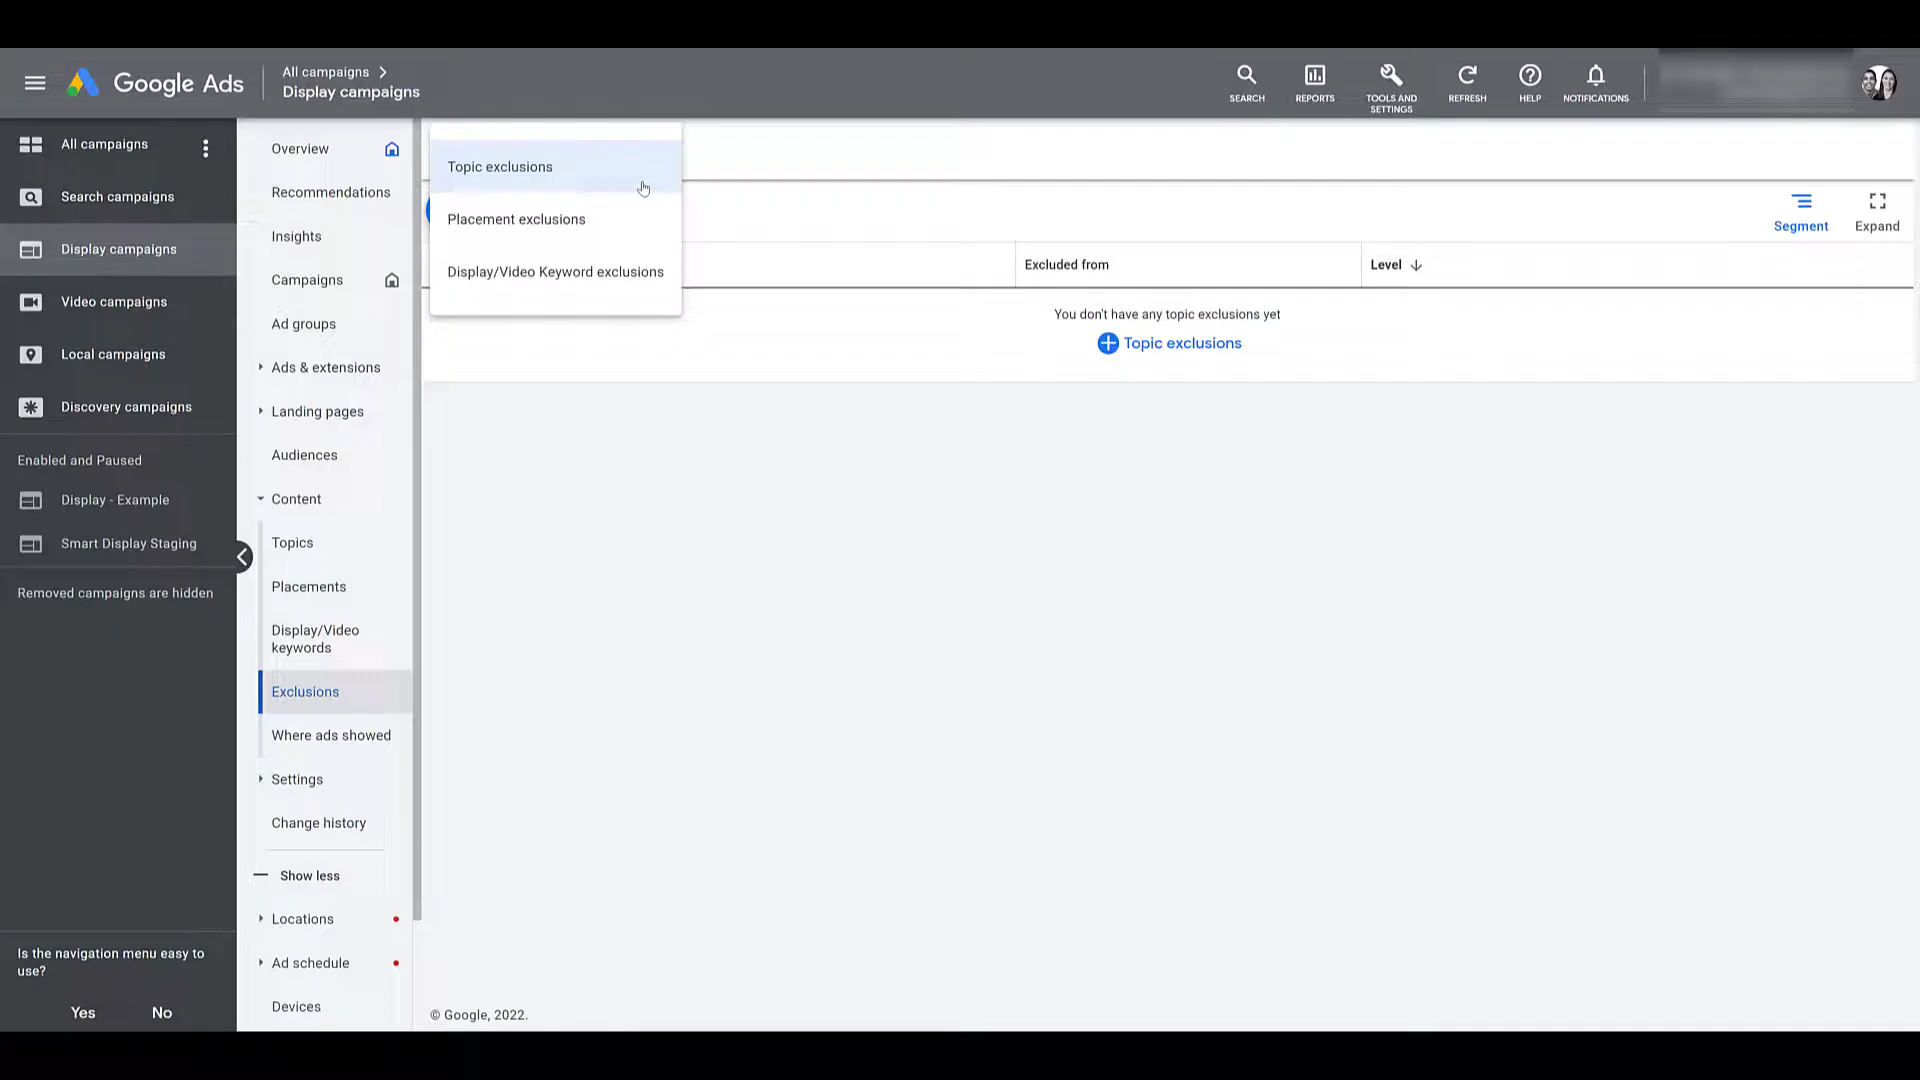 Google Ads
All campaigns
Display campaigns
SEARCH
REPORTS
TOOLS AND
SETTINGS
REFRESH
HELP
NOTIFICATIONS
All campaigns
Search campaigns
Display campaigns
Video campaigns
Local campaigns
Discovery campaigns
Enabled and Paused
Display - Example
Smart Display Staging
Removed campaigns are hidden
Is the navigation menu easy to
use?
Yes
No
Overview
Recommendations
Insights
Campaigns
Ad groups
Ads & extensions
Landing pages
Audiences
Content
Topics
Placements
Display/Video
keywords
Exclusions
Where ads showed
Settings
Change history
Show less
Locations
Ad schedule
Devices
Topic exclusions
Placement exclusions
Display/Video Keyword exclusions
Segment
Expand
Excluded from
Level
You don't have any topic exclusions yet
Topic exclusions
© Google, 2022.